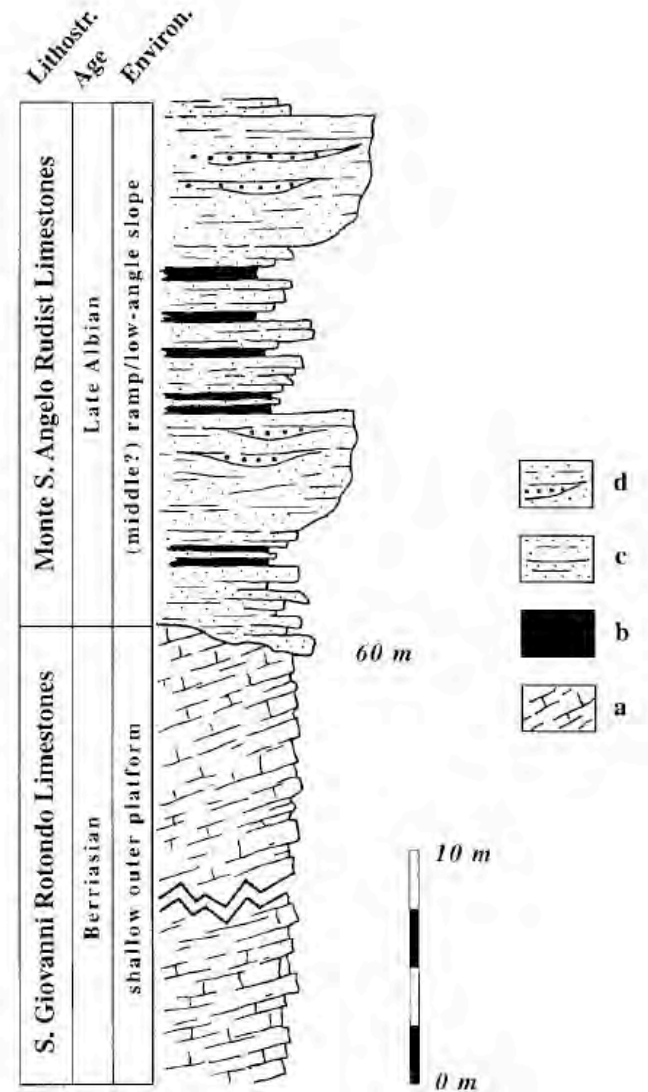 Lithostr.
Age
Environ.
Monte S. Angelo Rudist Limestones
Late Albian
(middle?) ramp/low-angle slope
S. Giovanni Rotondo Limestones
Berriasian
shallow outer platform
60 m
d
c
b
a
10 m
0 m